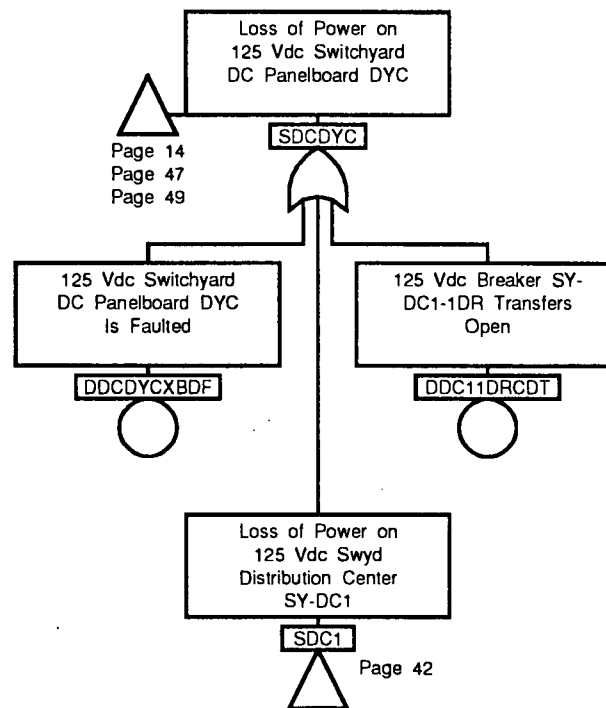 Loss of Power on
125 Vdc Switchyard
DC Panelboard DYC
SDCDYC
Page 14
Page 47
Page 49
125 Vdc Switchyard
DC Panelboard DYC
Is Faulted
DDCDYCXBDF
125 Vdc Breaker SY-
DC1-1DR Transfers
Open
DDC11DRCDT
Loss of Power on
125 Vdc Swyd
Distribution Center
SY-DC1
SDC1
Page 42